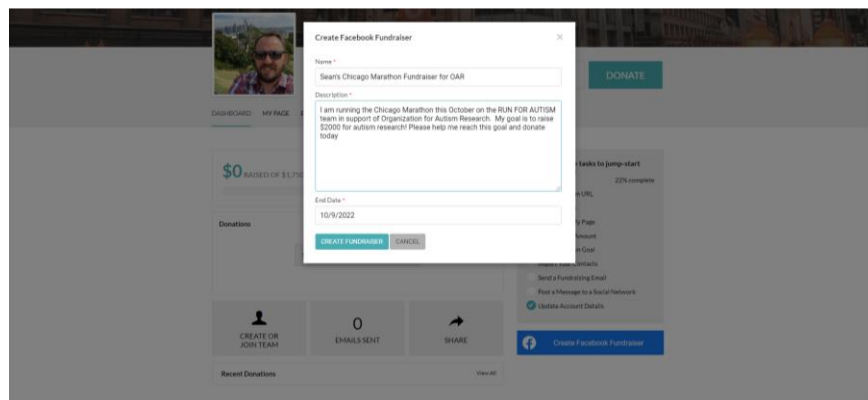 Create Facebook Fundraiser
×
Name *
Sean's Chicago Marathon Fundraiser for OAR
Description *
I am running the Chicago Marathon this October on the RUN FOR AUTISM
team in support of Organization for Autism Research. My goal is to raise
$2000 for autism research! Please help me reach this goal and donate
today
End Date *
10/9/2022
CREATE FUNDRAISER
CANCEL
DONATE
DASHBOARD
MY PAGE
$0 RAISED OF $1,750
tasks to jump-start
22% complete
URL
Page
Amount
Goal
Contacts
Send a Fundraising Email
Post a Message to a Social Network
Update Account Details
Donations
CREATE OR
JOIN TEAM
0
EMAILS SENT
SHARE
Create Facebook Fundraiser
Recent Donations
View All